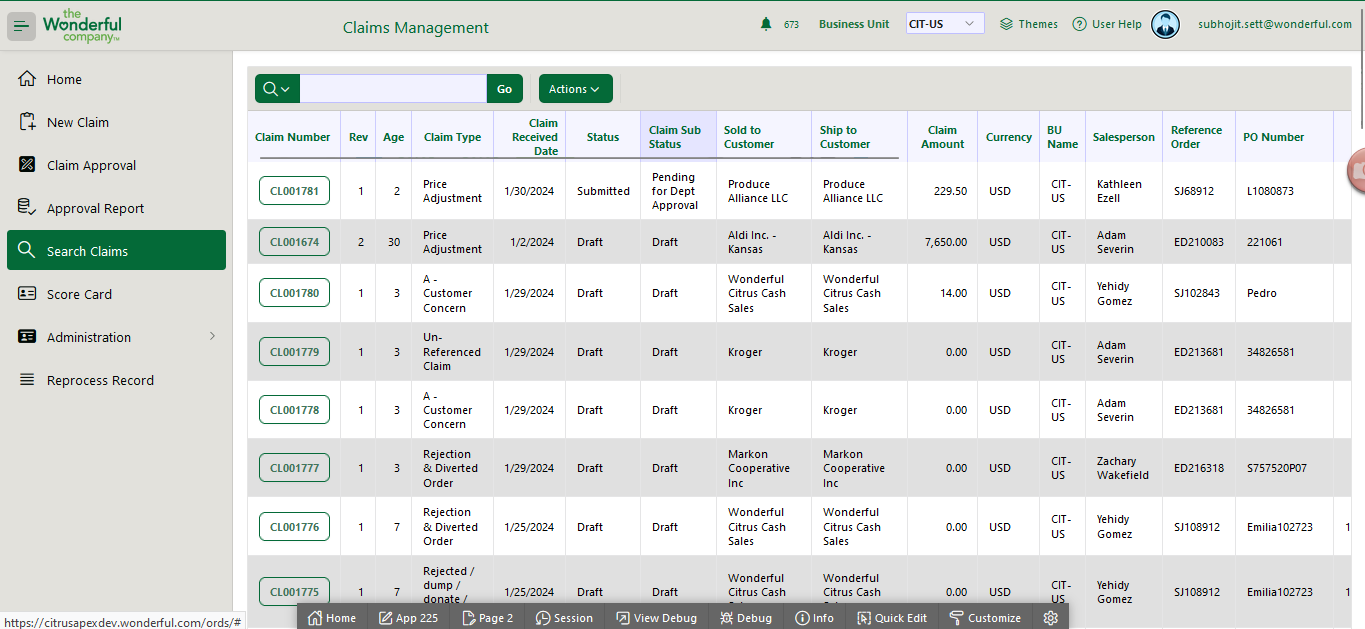 the
Wonderful
company™
Claims Management
673
Business Unit
CIT-US
Themes
User Help
subhojit.sett@wonderful.com
Home
New Claim
Claim Approval
Approval Report
Search Claims
Score Card
Administration
Reprocess Record
Go
Actions
Claim Number Rev Age Claim Type Claim Received Date Status Claim Sub Status Sold to Customer Ship to Customer Claim Amount Currency BU Name Salesperson Reference Order PO Number
CL001781 1 2 Price Adjustment 1/30/2024 Submitted Pending for Dept Approval Produce Alliance LLC Produce Alliance LLC 229.50 USD CIT-US Kathleen Ezell SJ68912 L1080873
CL001674 2 30 Price Adjustment 1/2/2024 Draft Draft Aldi Inc. - Kansas Aldi Inc. - Kansas 7,650.00 USD CIT-US Adam Severin ED210083 221061
CL001780 1 3 A - Customer Concern 1/29/2024 Draft Draft Wonderful Citrus Cash Sales Wonderful Citrus Cash Sales 14.00 USD CIT-US Yehidy Gomez SJ102843 Pedro
CL001779 1 3 Un-Referenced Claim 1/29/2024 Draft Draft Kroger Kroger 0.00 USD CIT-US Adam Severin ED213681 34826581
CL001778 1 3 A - Customer Concern 1/29/2024 Draft Draft Kroger Kroger 0.00 USD CIT-US Adam Severin ED213681 34826581
CL001777 1 3 Rejection & Diverted Order 1/29/2024 Draft Draft Markon Cooperative Inc Markon Cooperative Inc 0.00 USD CIT-US Zachary Wakefield ED216318 S757520P07
CL001776 1 7 Rejection & Diverted Order 1/25/2024 Draft Draft Wonderful Citrus Cash Sales Wonderful Citrus Cash Sales 0.00 USD CIT-US Yehidy Gomez SJ108912 Emilia102723 1
CL001775 1 7 Rejected / dump / donate / 1/25/2024 Draft Draft Wonderful Citrus Cash Wonderful Citrus Cash 0.00 USD CIT-US Yehidy Gomez SJ108912 Emilia102723 1
https://citrusapexdev.wonderful.com/ords/#
Home
App 225
Page 2
Session
View Debug
Debug
Info
Quick Edit
Customize